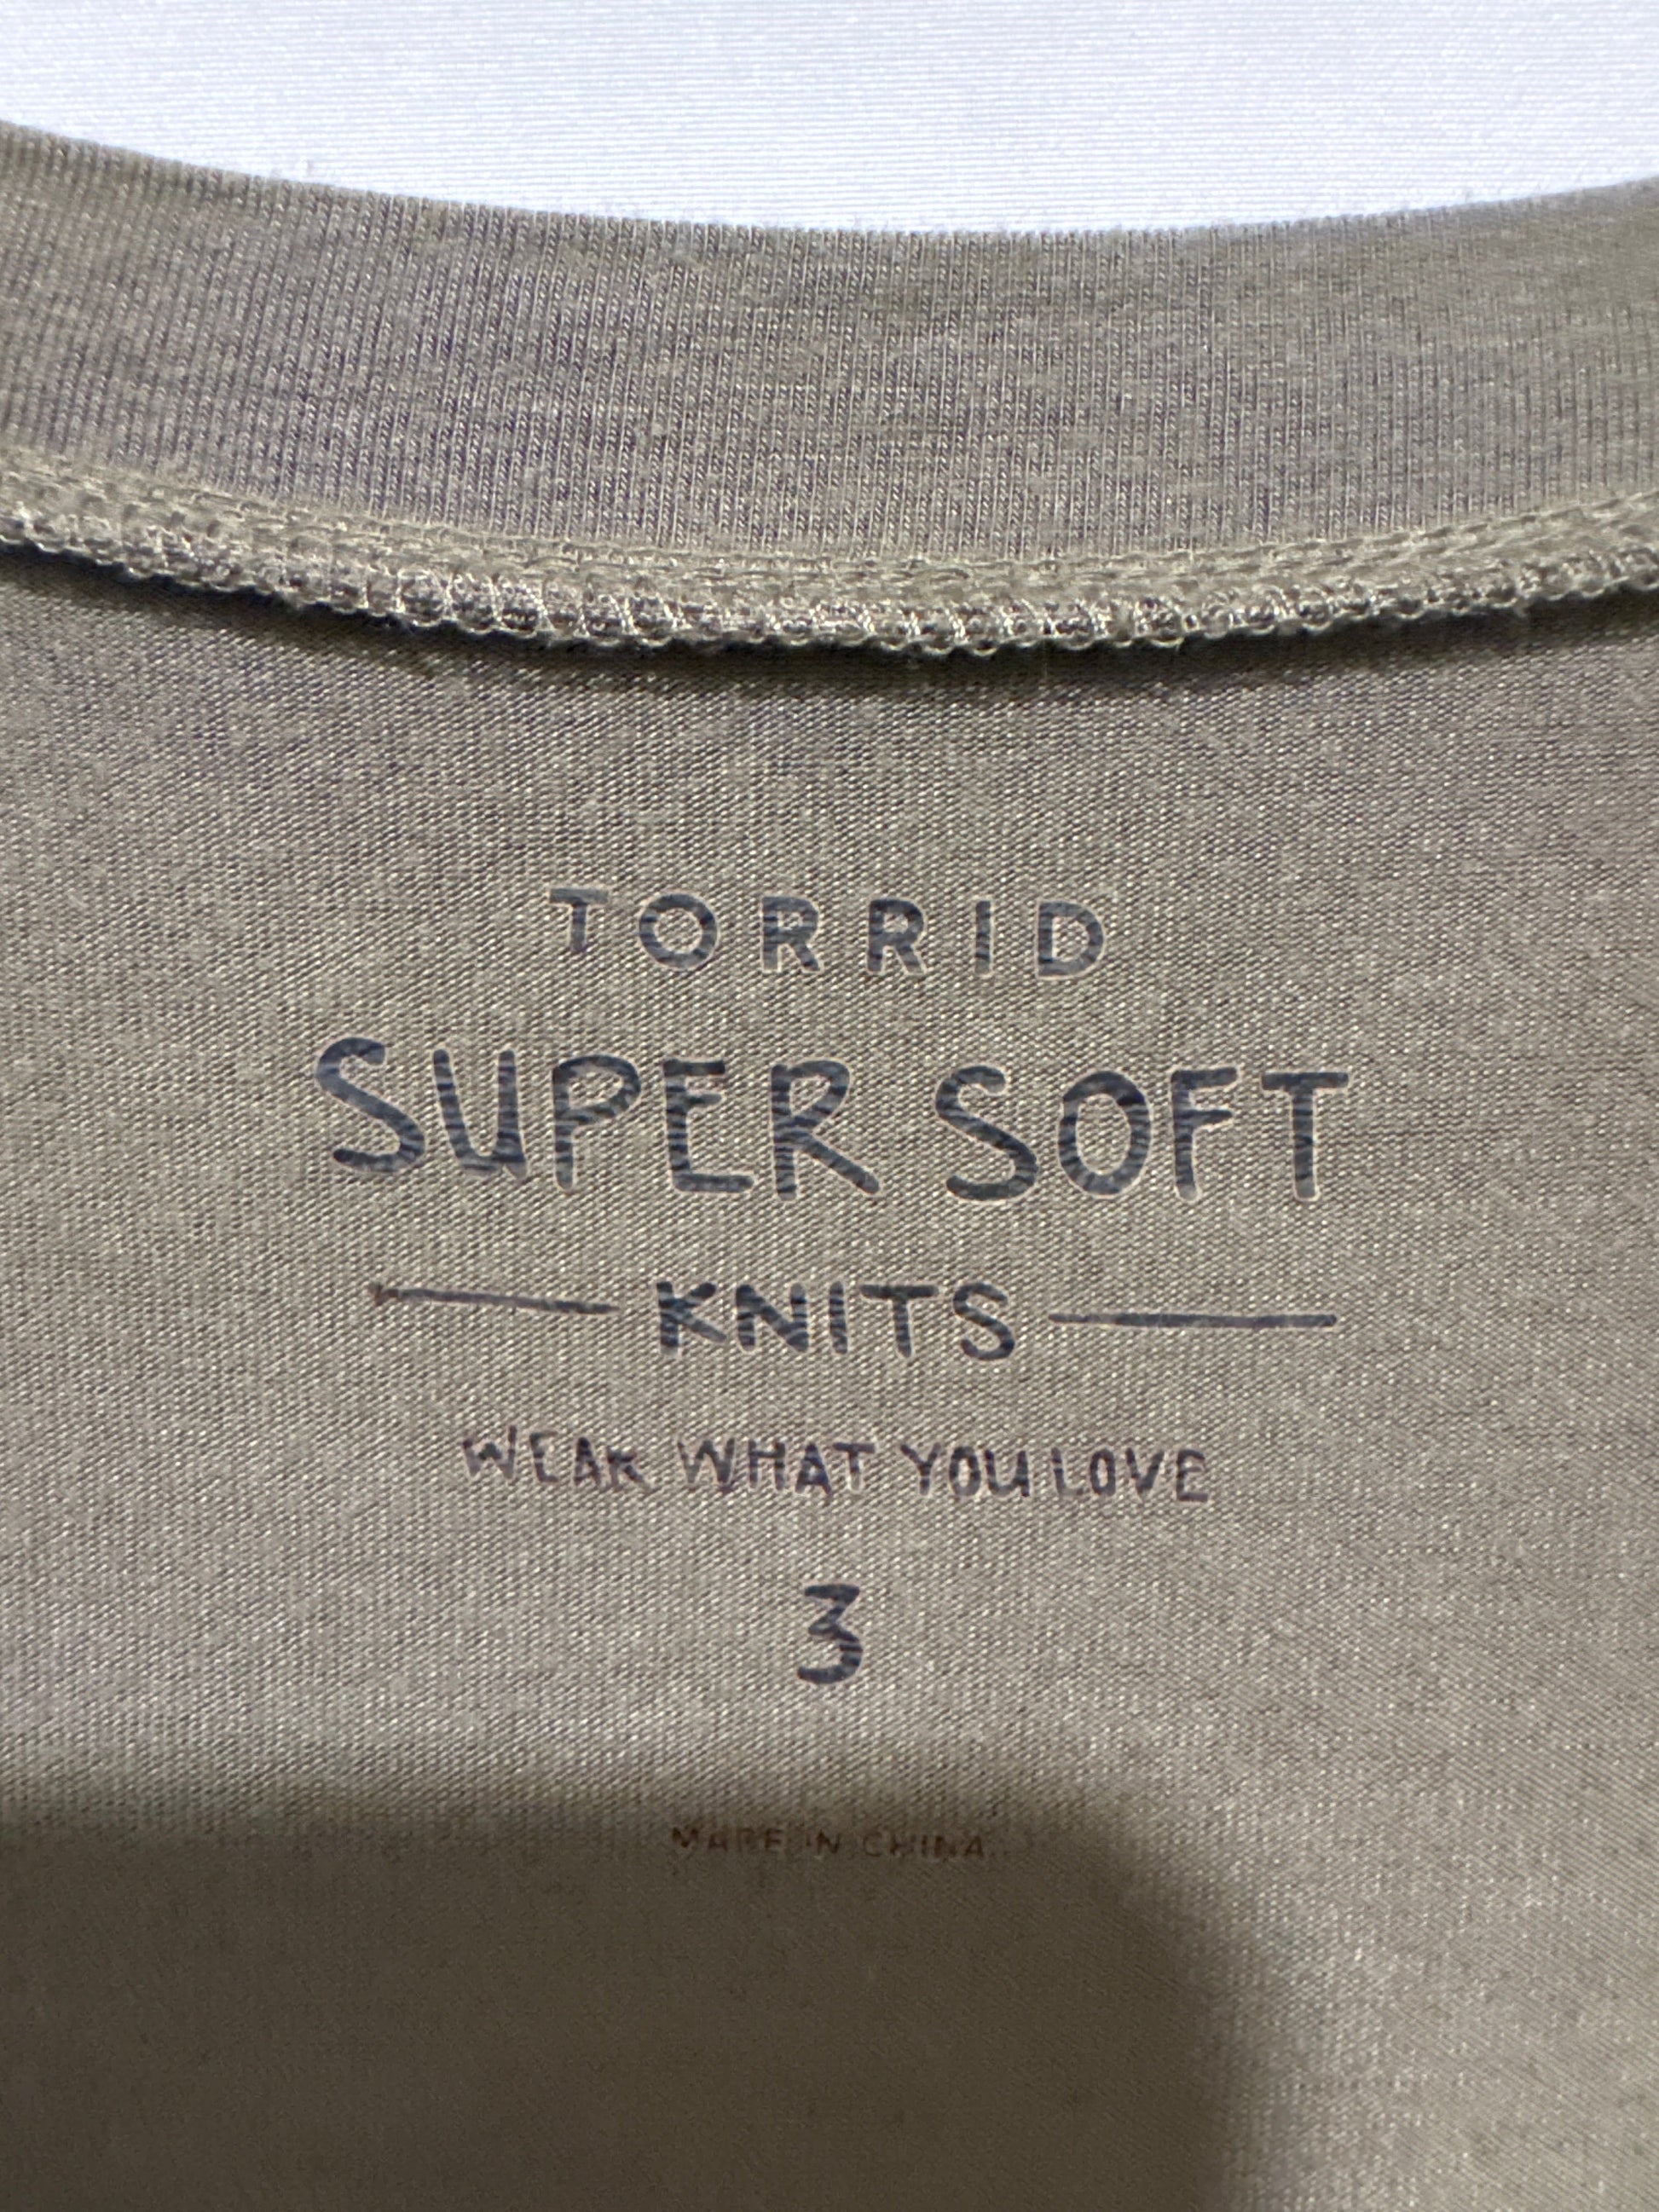 TORRID
SUPER SOFT
KNITS
WEAR WHAT YOU LOVE
3
MADE IN CHINA